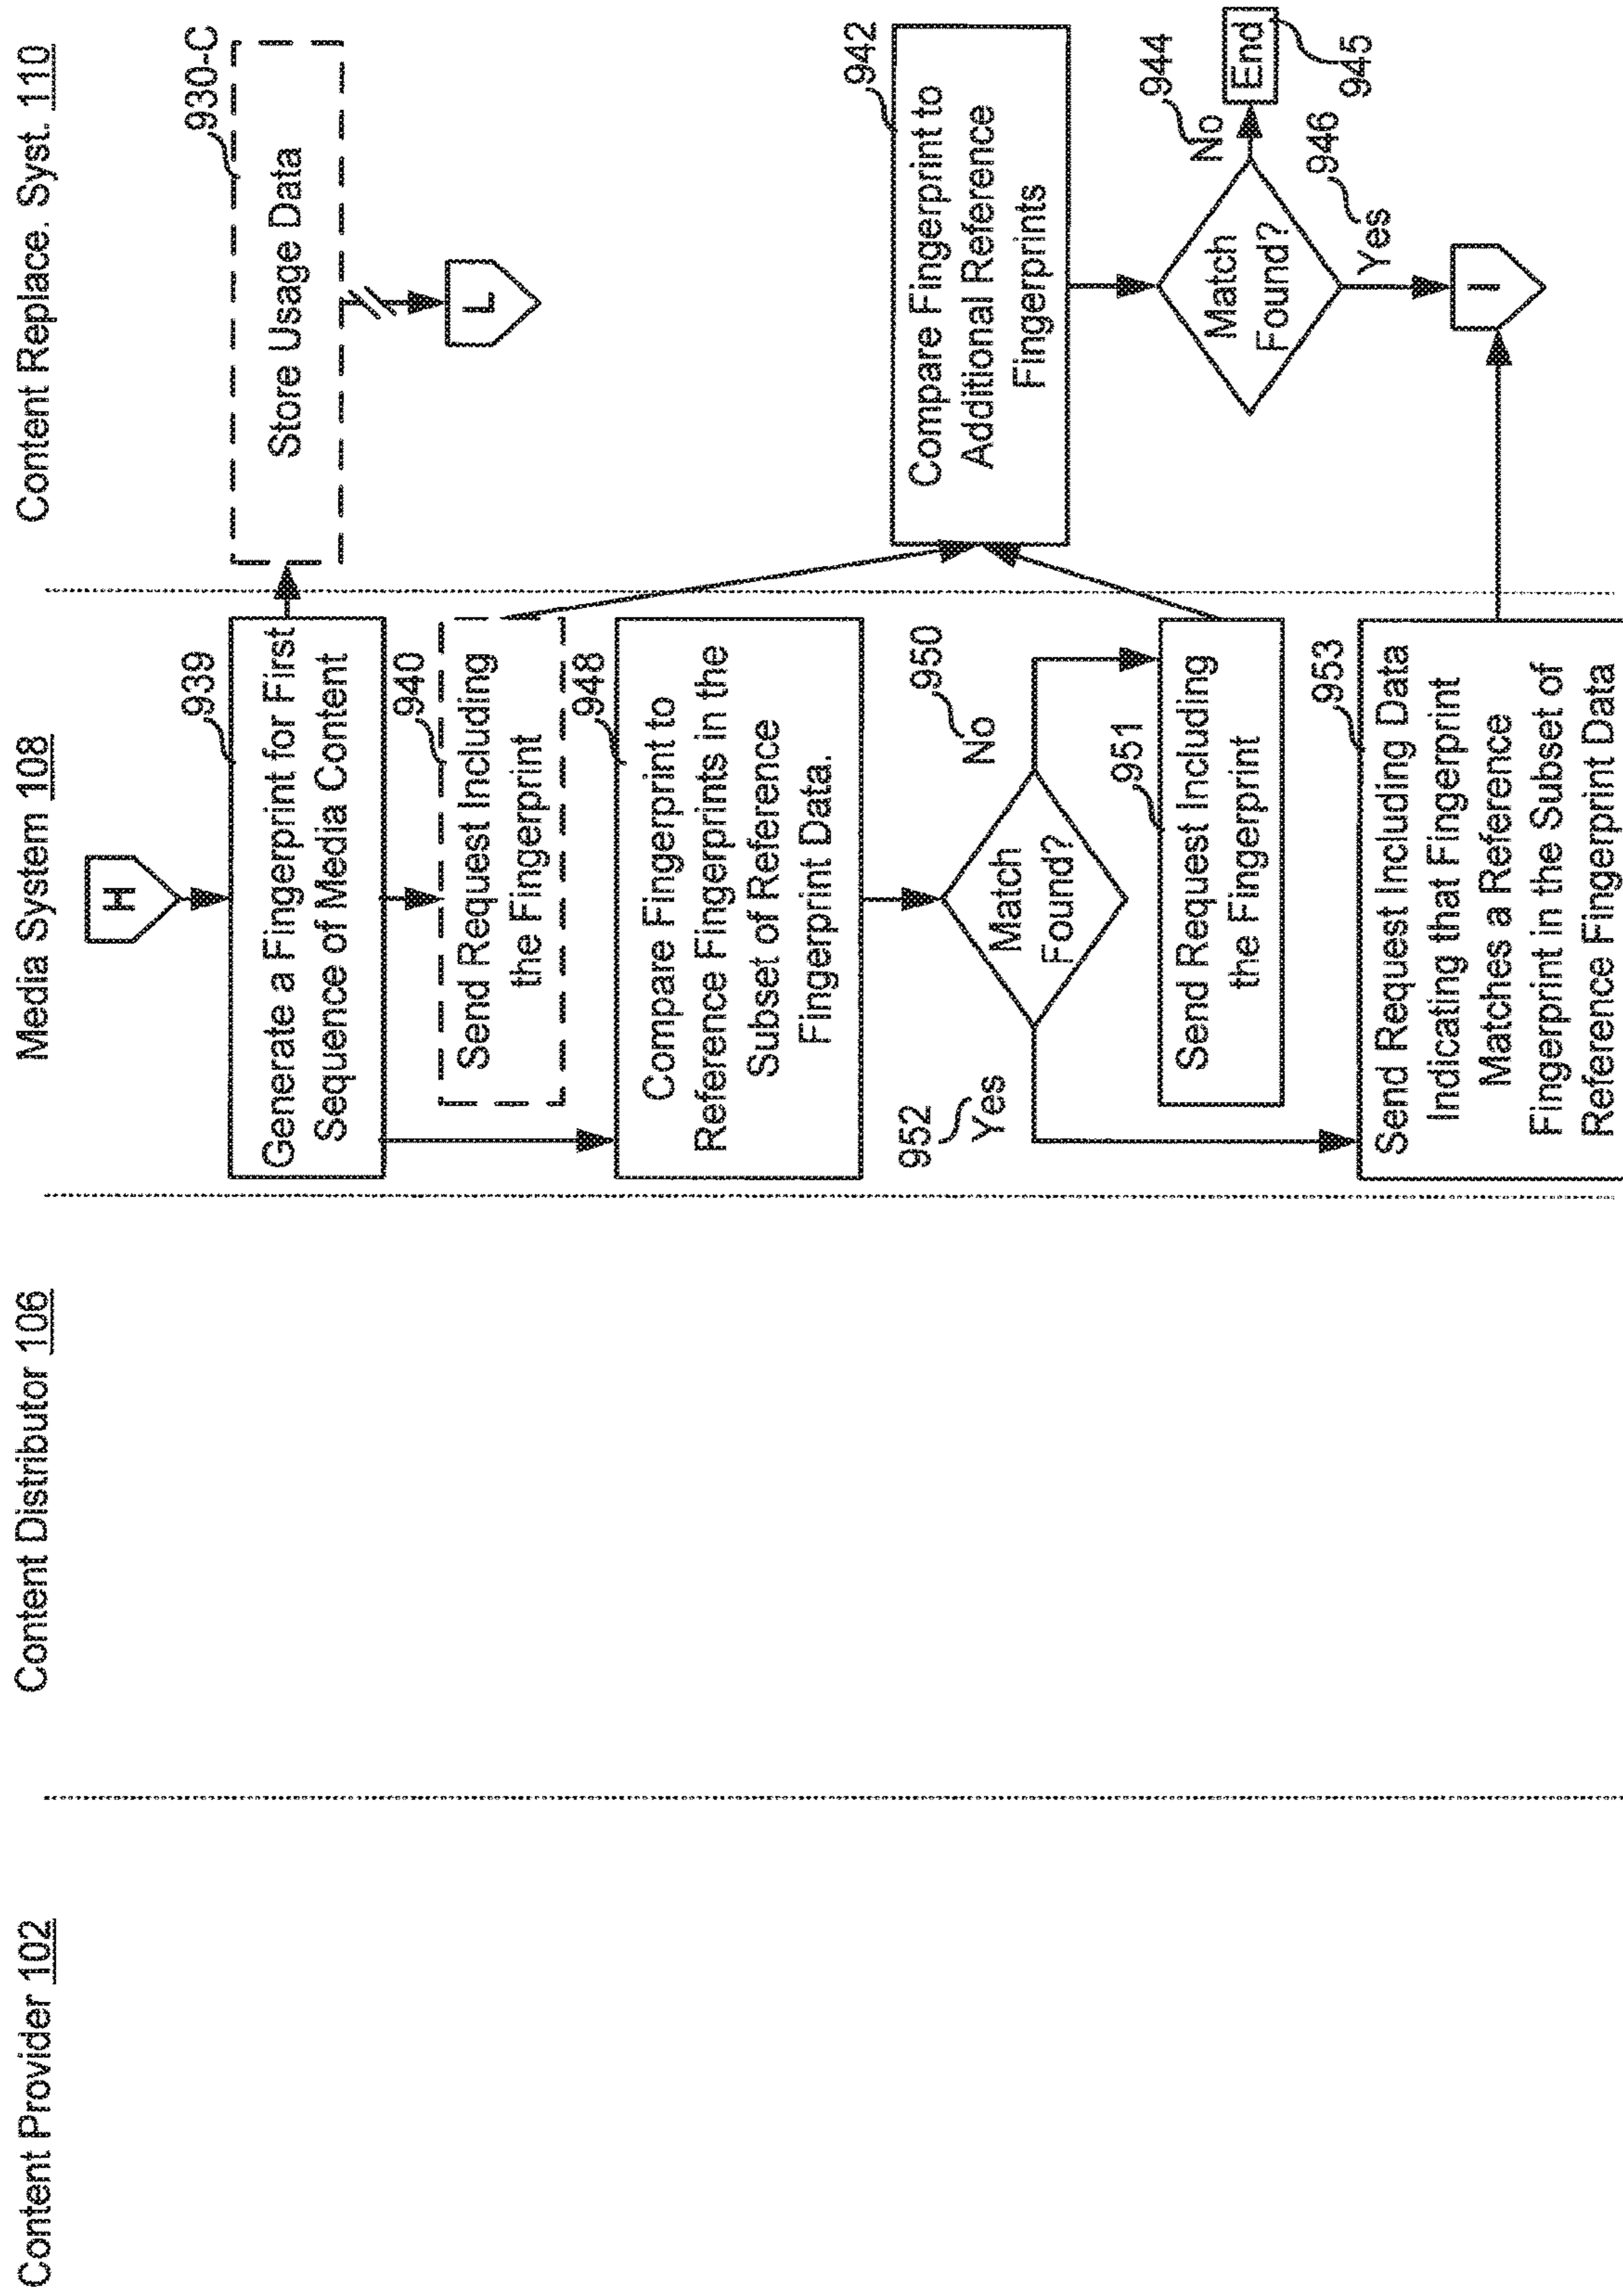 Content Provider 102
Content Distributor 106
Media System 108
Content Replace. Syst. 110
H
939
Generate a Fingerprint for First
Sequence of Media Content
930-C
Store Usage Data
L
940
Send Request Including
the Fingerprint
948
Compare Fingerprint to
Reference Fingerprints in the
Subset of Reference
Fingerprint Data.
942
Compare Fingerprint to
Additional Reference
Fingerprints
Match
Found?
950
No
952
Yes
951
Send Request Including
the Fingerprint
Match
Found?
944
No
End
945
946
Yes
I
953
Send Request Including Data
Indicating that Fingerprint
Matches a Reference
Fingerprint in the Subset of
Reference Fingerprint Data